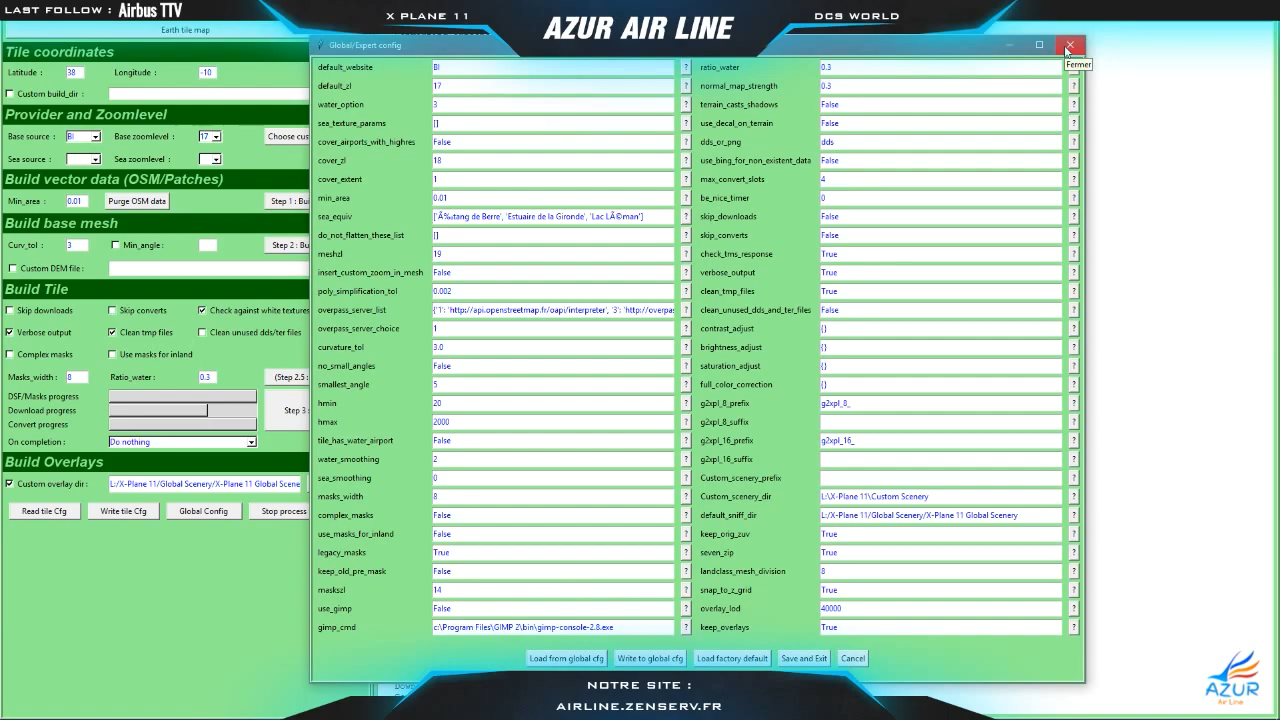 LAST FOLLOW : Airbus TTV
X PLANE 11
AZUR AIR LINE
DCS WORLD
Earth tile map
Tile coordinates
Latitude : 38 Longitude : -10
Custom build_dir :
Provider and Zoomlevel
Base source : BI Base zoomlevel : 17 Choose cus
Sea source : Sea zoomlevel :
Build vector data (OSM/Patches)
Min_area : 0.01 Purge OSM data Step 1 : Bui
Build base mesh
Curv_tol : 3 Min_angle : Step 2 : Bu
Custom DEM file :
Build Tile
Skip downloads Skip converts Check against white textures
Verbose output Clean tmp files Clean unused dds/ter files
Complex masks Use masks for inland
Masks_width : 8 Ratio_water : 0.3 (Step 2.5 :
DSF/Masks progress
Download progress Step 3 :
Convert progress
On completion : Do nothing
Build Overlays
Custom overlay dir : L:/X-Plane 11/Global Scenery/X-Plane 11 Global Scene
Read tile Cfg Write tile Cfg Global Config Stop process
Global/Expert config
Fermer
default_website BI ? ratio_water 0.3
default_zl 17 ? normal_map_strength 0.3 ?
water_option 3 ? terrain_casts_shadows False ?
sea_texture_params [] ? use_decal_on_terrain False ?
cover_airports_with_highres False ? dds_or_png dds ?
cover_zl 18 ? use_bing_for_non_existent_data False ?
cover_extent 1 ? max_convert_slots 4 ?
min_area 0.01 ? be_nice_timer 0 ?
sea_equiv ['Ã‰tang de Berre', 'Estuaire de la Gironde', 'Lac LÃ©man'] ? skip_downloads False ?
do_not_flatten_these_list [] ? skip_converts False ?
meshzl 19 ? check_tms_response True ?
insert_custom_zoom_in_mesh False ? verbose_output True ?
poly_simplification_tol 0.002 ? clean_tmp_files True ?
overpass_server_list {'1': 'http://api.openstreetmap.fr/oapi/interpreter', '3': 'http://overpas ? clean_unused_dds_and_ter_files False ?
overpass_server_choice 1 ? contrast_adjust {} ?
curvature_tol 3.0 ? brightness_adjust {} ?
no_small_angles False ? saturation_adjust {} ?
smallest_angle 5 ? full_color_correction {} ?
hmin 20 ? g2xpl_8_prefix g2xpl_8_ ?
hmax 2000 ? g2xpl_8_suffix ?
tile_has_water_airport False ? g2xpl_16_prefix g2xpl_16_ ?
water_smoothing 2 ? g2xpl_16_suffix ?
sea_smoothing 0 ? Custom_scenery_prefix ?
masks_width 8 ? Custom_scenery_dir L:\X-Plane 11\Custom Scenery ?
complex_masks False ? default_sniff_dir L:/X-Plane 11/Global Scenery/X-Plane 11 Global Scenery ?
use_masks_for_inland False ? keep_orig_zuv True ?
legacy_masks True ? seven_zip True ?
keep_old_pre_mask False ? landclass_mesh_division 8 ?
maskszl 14 ? snap_to_z_grid True ?
use_gimp False ? overlay_lod 40000 ?
gimp_cmd c:\Program Files\GIMP 2\bin\gimp-console-2.8.exe ? keep_overlays True ?
Load from global cfg Write to global cfg Load factory default Save and Exit Cancel
NOTRE SITE :
AIRLINE.ZENSERV.FR
AZUR
Air Line